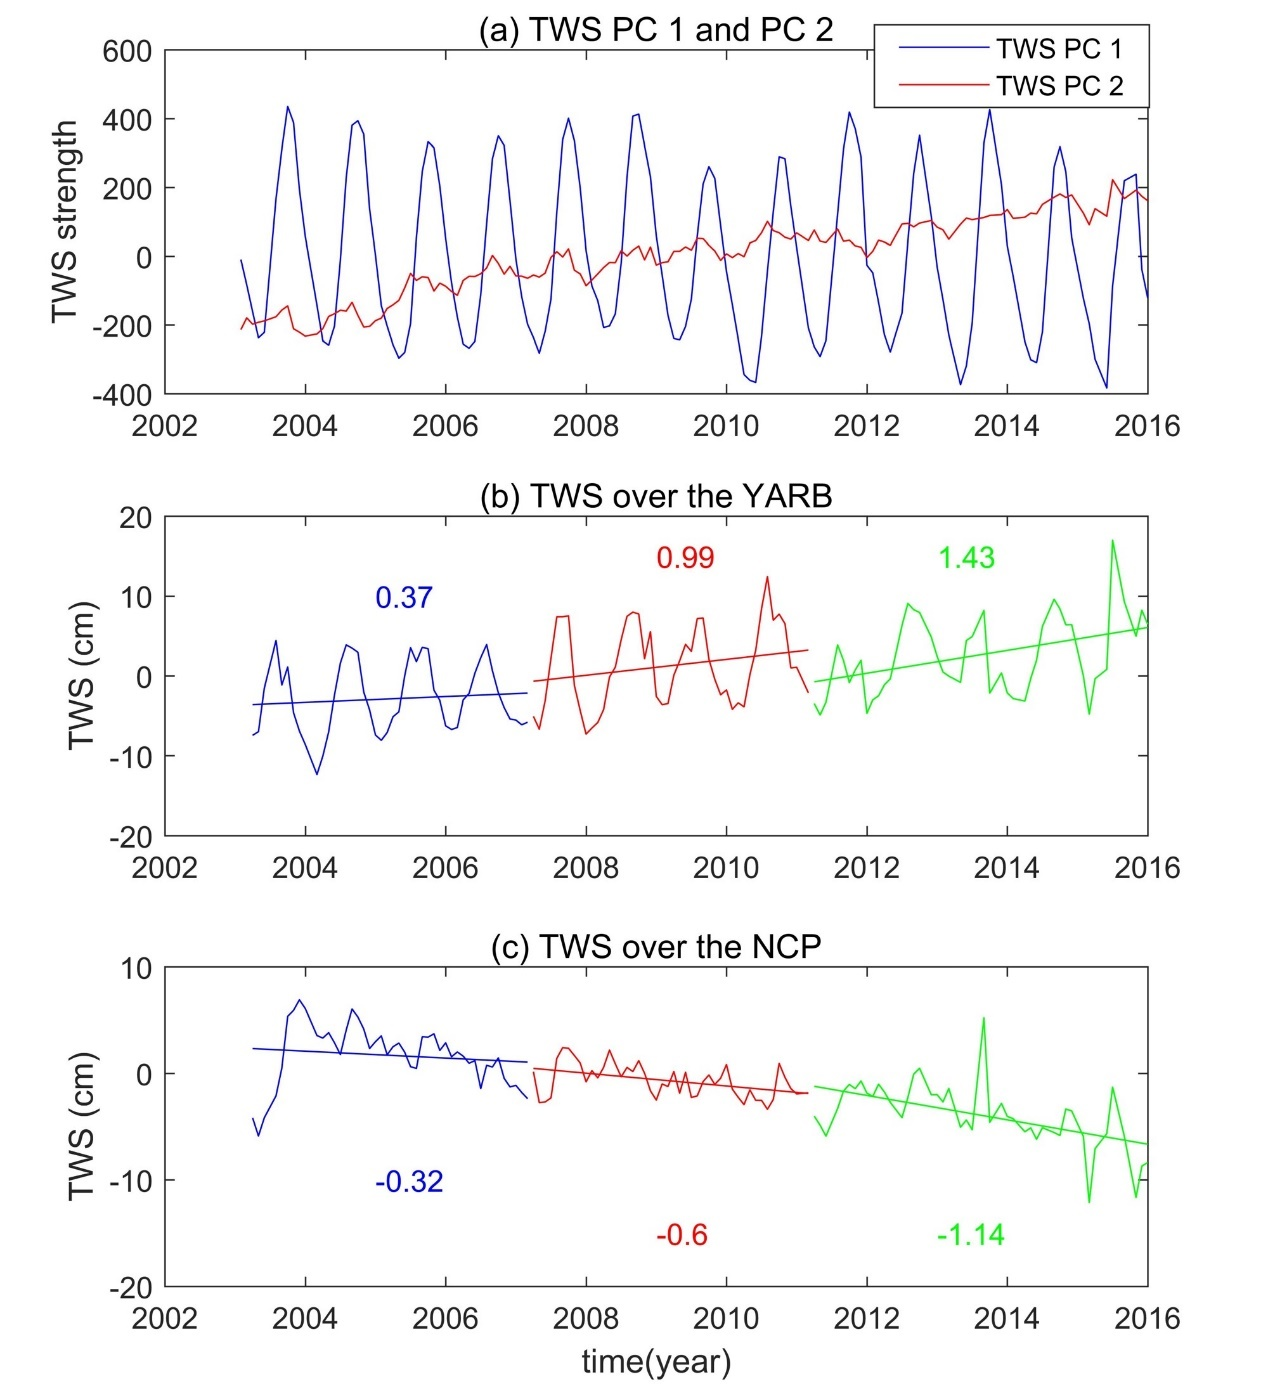 (a) TWS PC 1 and PC 2
TWS PC 1
TWS PC 2
TWS strength
600
400
200
0
-200
-400
2002 2004 2006 2008 2010 2012 2014 2016
(b) TWS over the YARB
TWS (cm)
20
10
0
-10
-20
0.37
0.99
1.43
2002 2004 2006 2008 2010 2012 2014 2016
(c) TWS over the NCP
TWS (cm)
10
0
-10
-20
-0.32
-0.6
-1.14
2002 2004 2006 2008 2010 2012 2014 2016
time(year)